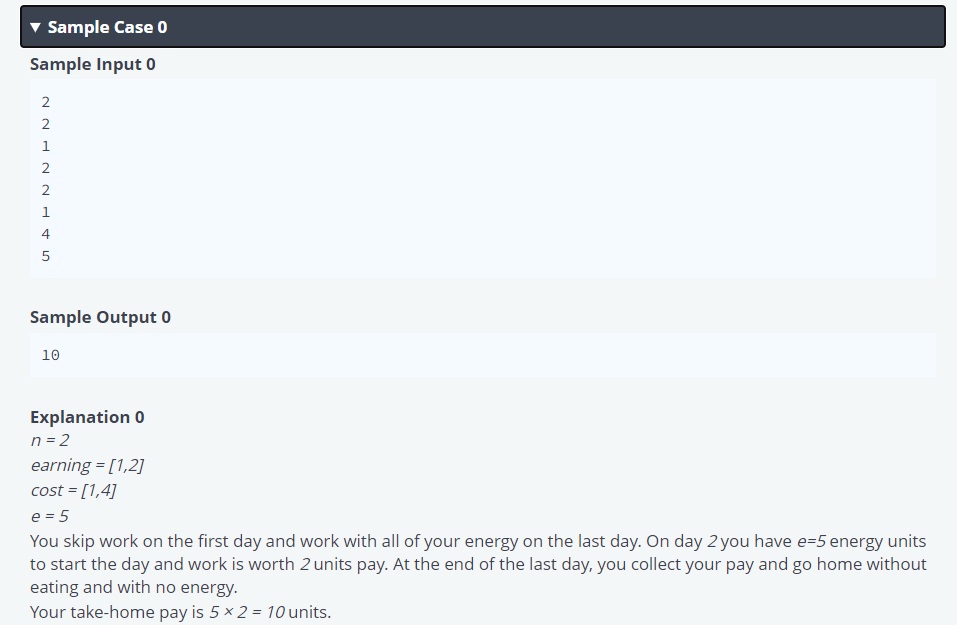 ▼ Sample Case 0
Sample Input 0
2
2
1
2
2
1
4
5
Sample Output 0
10
Explanation 0
n = 2
earning = [1,2]
cost = [1,4]
e = 5
You skip work on the first day and work with all of your energy on the last day. On day 2 you have e=5 energy units
to start the day and work is worth 2 units pay. At the end of the last day, you collect your pay and go home without
eating and with no energy.
Your take-home pay is 5 × 2 = 10 units.